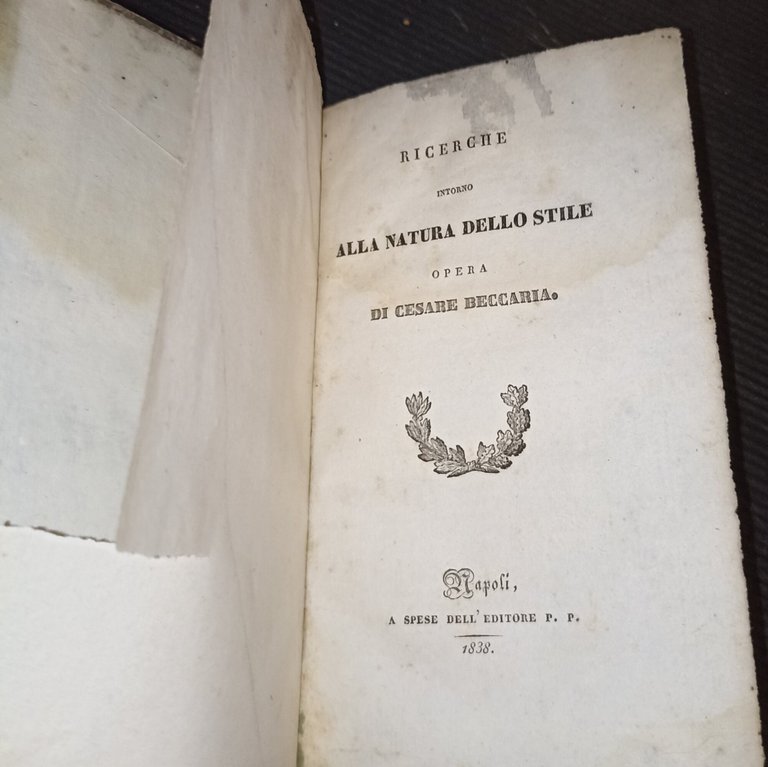 RICERCHE
INTORNO
ALLA NATURA DELLO STILE
OPERA
DI CESARE BECCARIA.
Napoli,
A SPESE DELL'EDITORE P. P.
1838.